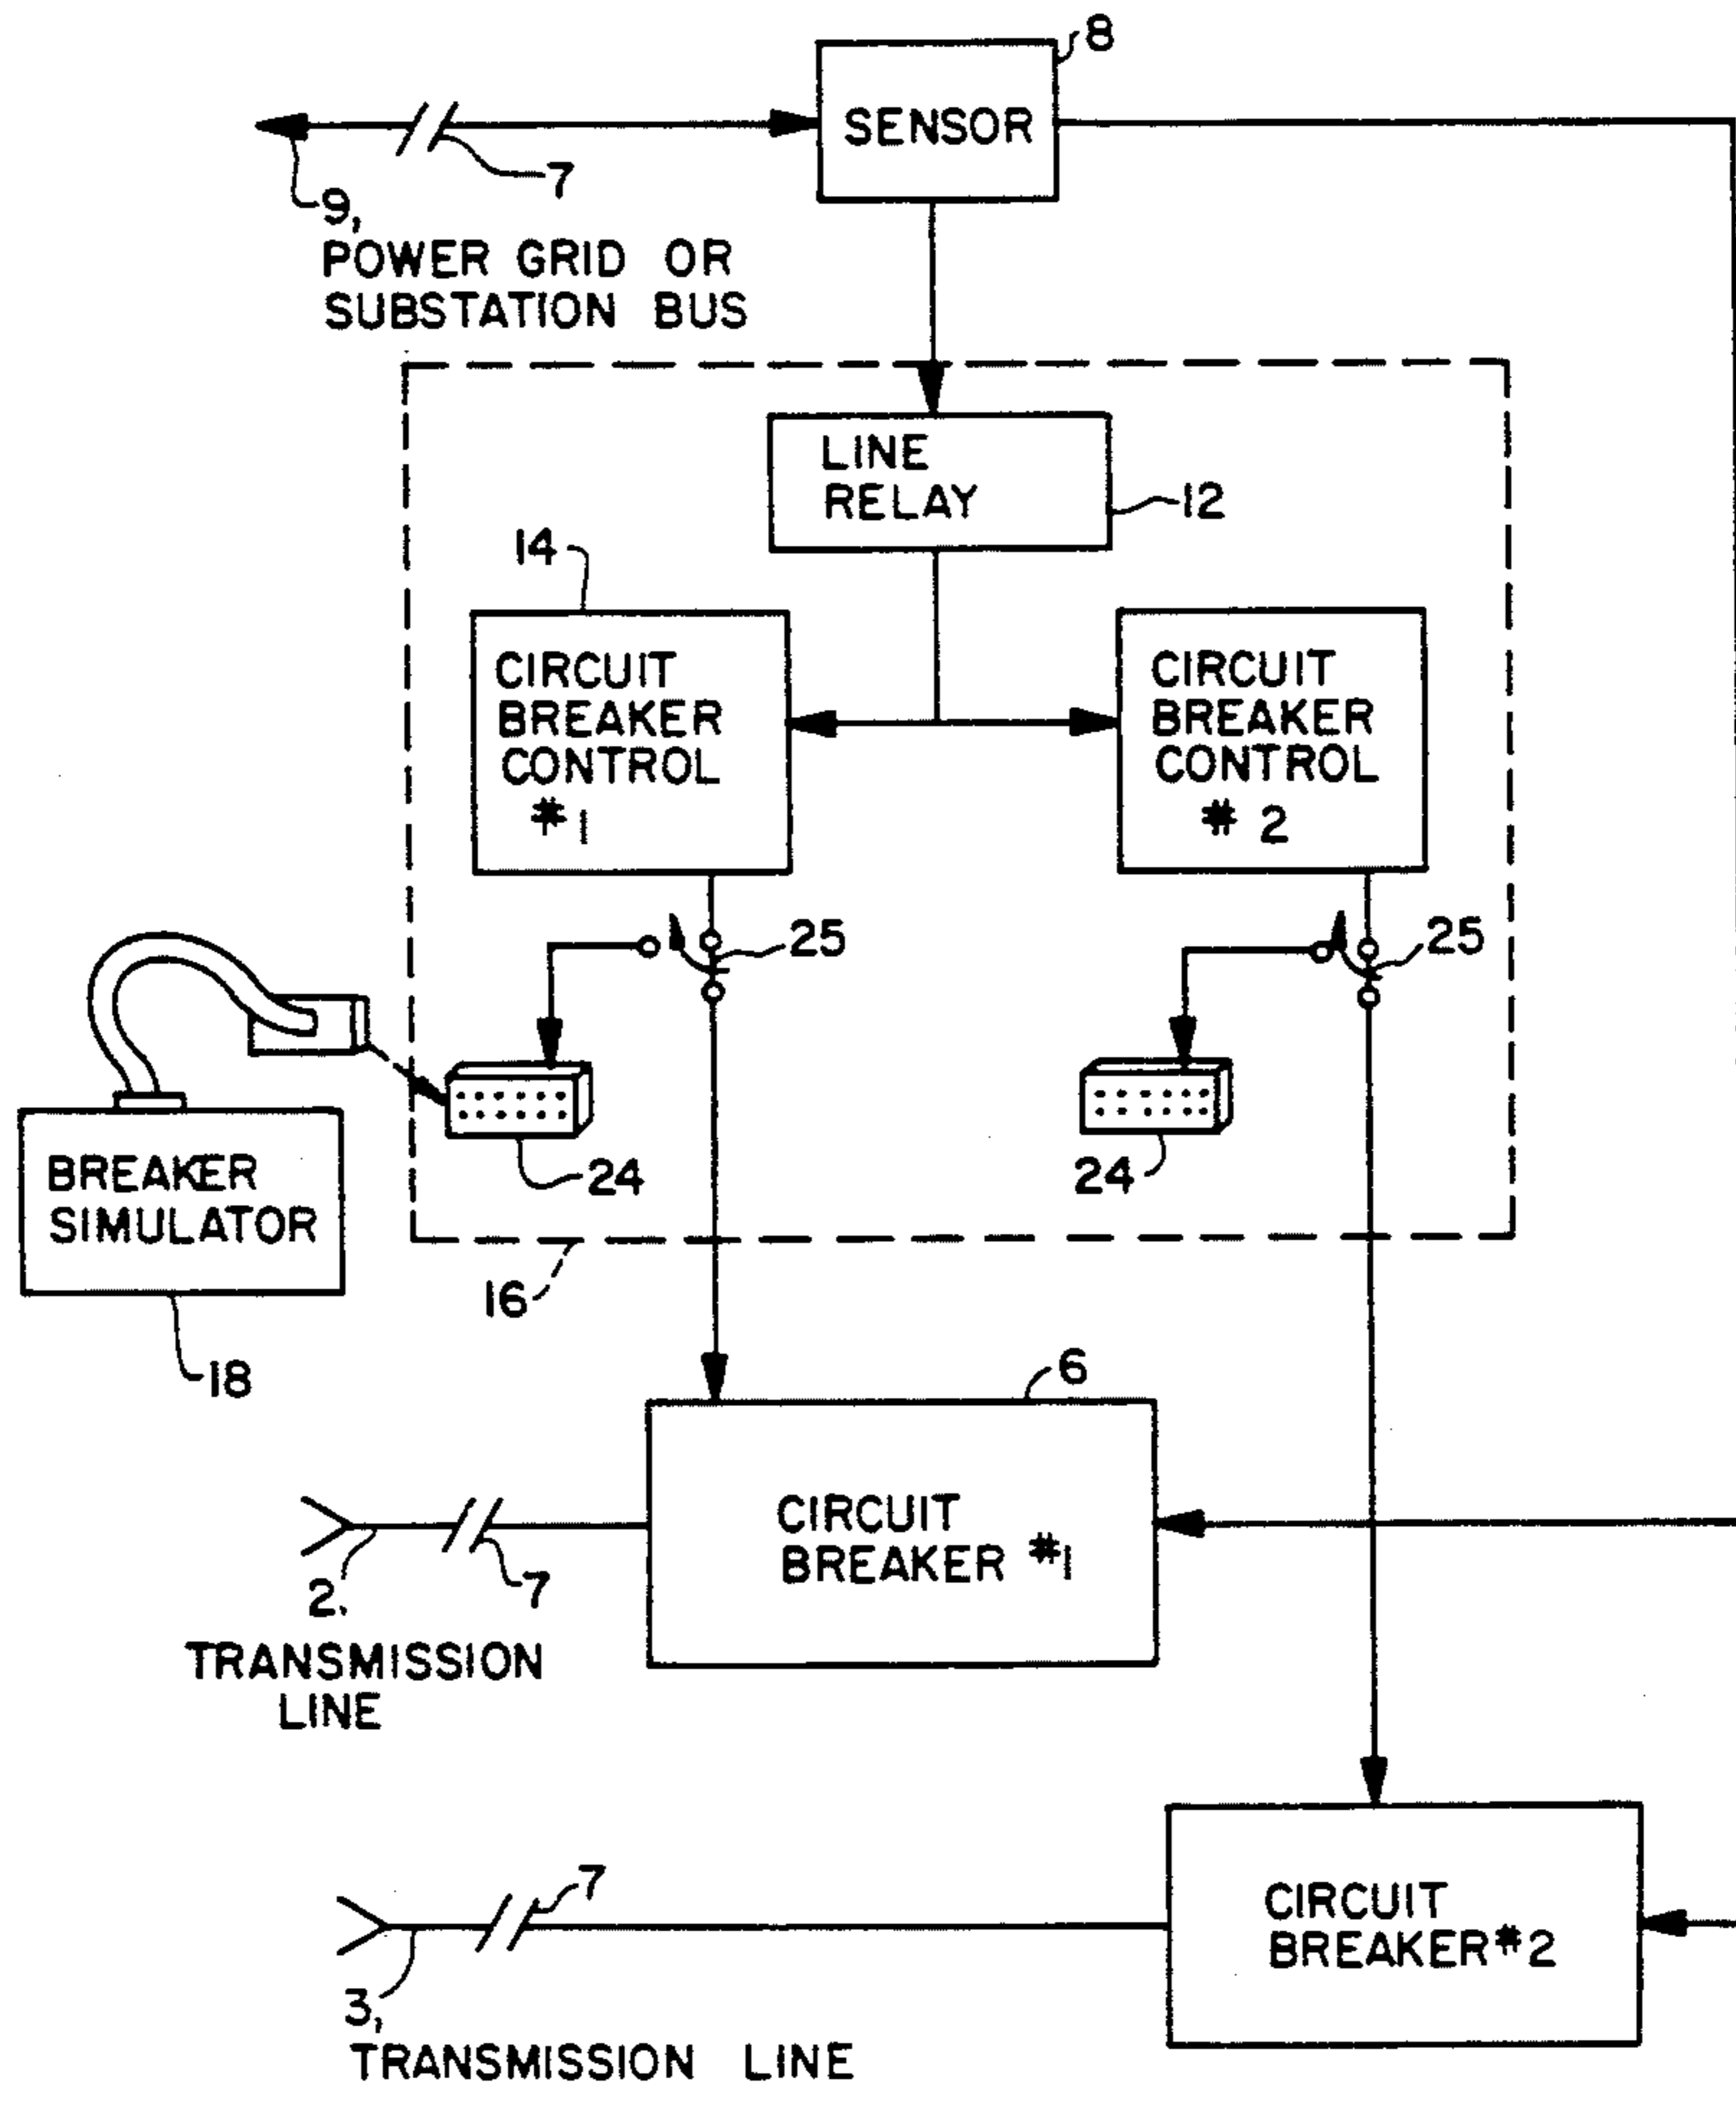 8
SENSOR
7
9,
POWER GRID OR
SUBSTATION BUS
LINE
RELAY
12
14
CIRCUIT
BREAKER
CONTROL
#1
CIRCUIT
BREAKER
CONTROL
# 2
25
25
24
24
BREAKER
SIMULATOR
16
18
6
CIRCUIT
BREAKER #1
2,
7
TRANSMISSION
LINE
7
CIRCUIT
BREAKER #2
3,
TRANSMISSION LINE